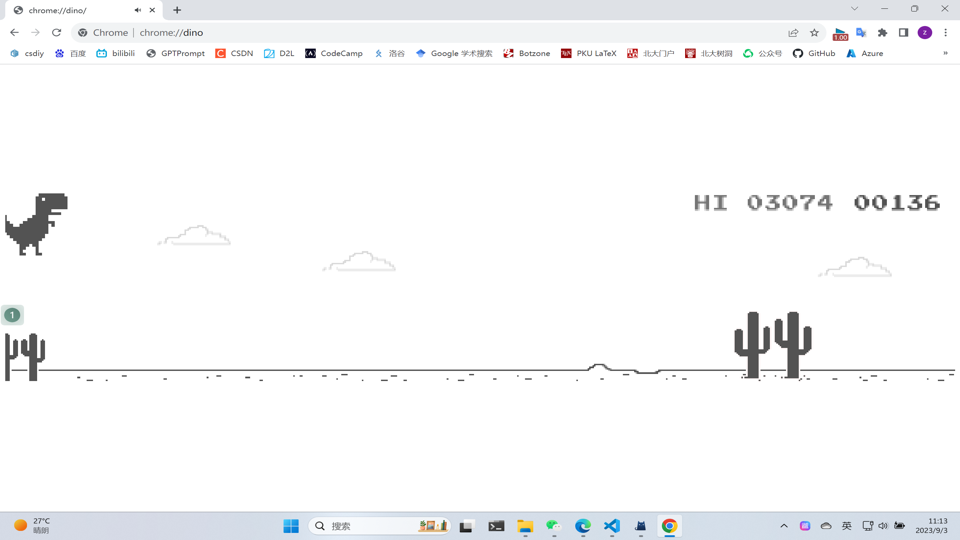 chrome://dino/
Chrome | chrome://dino
1.00
z
csdiy 百度 bilibili GPTPrompt CSDN D2L CodeCamp 洛谷 Google 学术搜索 Botzone PKU LaTeX 北大门户 北大树洞 公众号 GitHub Azure »
HI 03074 00136
1
27°C
晴朗
搜索
英
11:13
2023/9/3